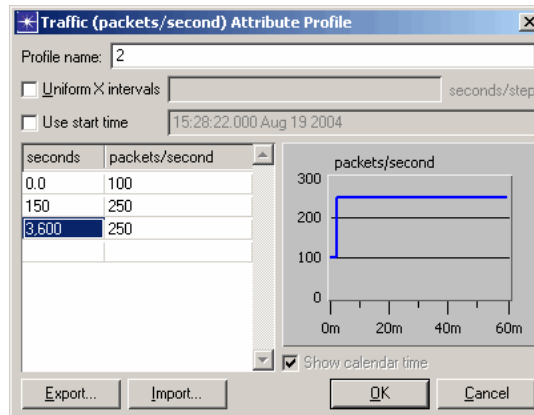 Traffic (packets/second) Attribute Profile
Profile name: 2
Uniform X intervals seconds/step
Use start time 15:28:22.000 Aug 19 2004
seconds packets/second
0.0 100
150 250
3,600 250
packets/second
300
200
100
0
0m 20m 40m 60m
Show calendar time
Export... Import... OK Cancel